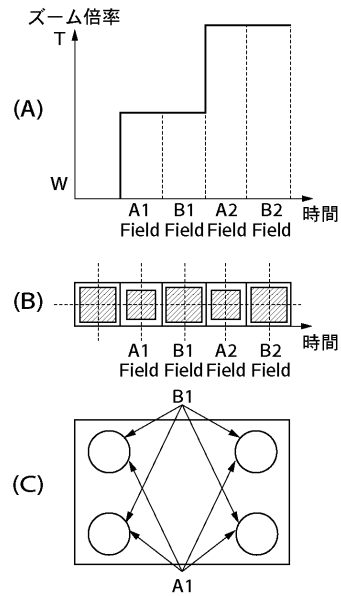 ズーム倍率
T
(A)
W
A1 B1 A2 B2
Field Field Field Field
時間
(B)
時間
A1 B1 A2 B2
Field Field Field Field
B1
(C)
A1